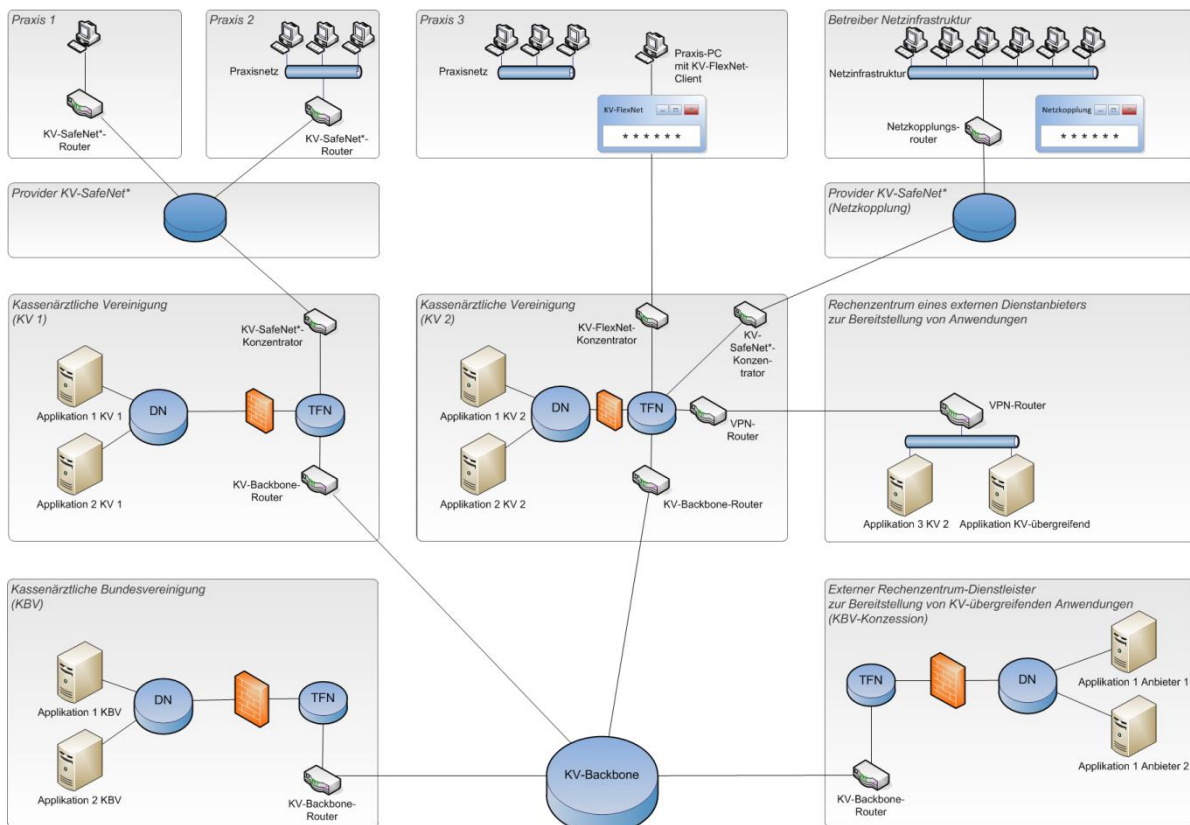 Praxis 1
KV-SafeNet*-
Router
Praxis 2
Praxisnetz
KV-SafeNet*-
Router
Praxis 3
Praxisnetz
Praxis-PC
mit KV-FlexNet-
Client
KV-FlexNet
* * * * * *
Betreiber Netzinfrastruktur
Netzinfrastruktur
Netzkopplungs-
router
Netzkopplung
* * * * * *
Provider KV-SafeNet*
Provider KV-SafeNet*
(Netzkopplung)
Kassenärztliche Vereinigung
(KV 1)
KV-SafeNet*-
Konzentrator
Applikation 1 KV 1
DN
TFN
Applikation 2 KV 1
KV-Backbone-
Router
Kassenärztliche Vereinigung
(KV 2)
KV-FlexNet-
Konzentrator
KV-
SafeNet*-
Konzen-
trator
Applikation 1 KV 2
DN
TFN
VPN-
Router
Applikation 2 KV 2
KV-Backbone-Router
Rechenzentrum eines externen Dienstanbieters
zur Bereitstellung von Anwendungen
VPN-Router
Applikation 3 KV 2
Applikation KV-übergreifend
Kassenärztliche Bundesvereinigung
(KBV)
Applikation 1 KBV
DN
TFN
Applikation 2 KBV
KV-Backbone-
Router
KV-Backbone
Externer Rechenzentrum-Dienstleister
zur Bereitstellung von KV-übergreifenden Anwendungen
(KBV-Konzession)
TFN
DN
Applikation 1 Anbieter 1
Applikation 1 Anbieter 2
KV-Backbone-
Router